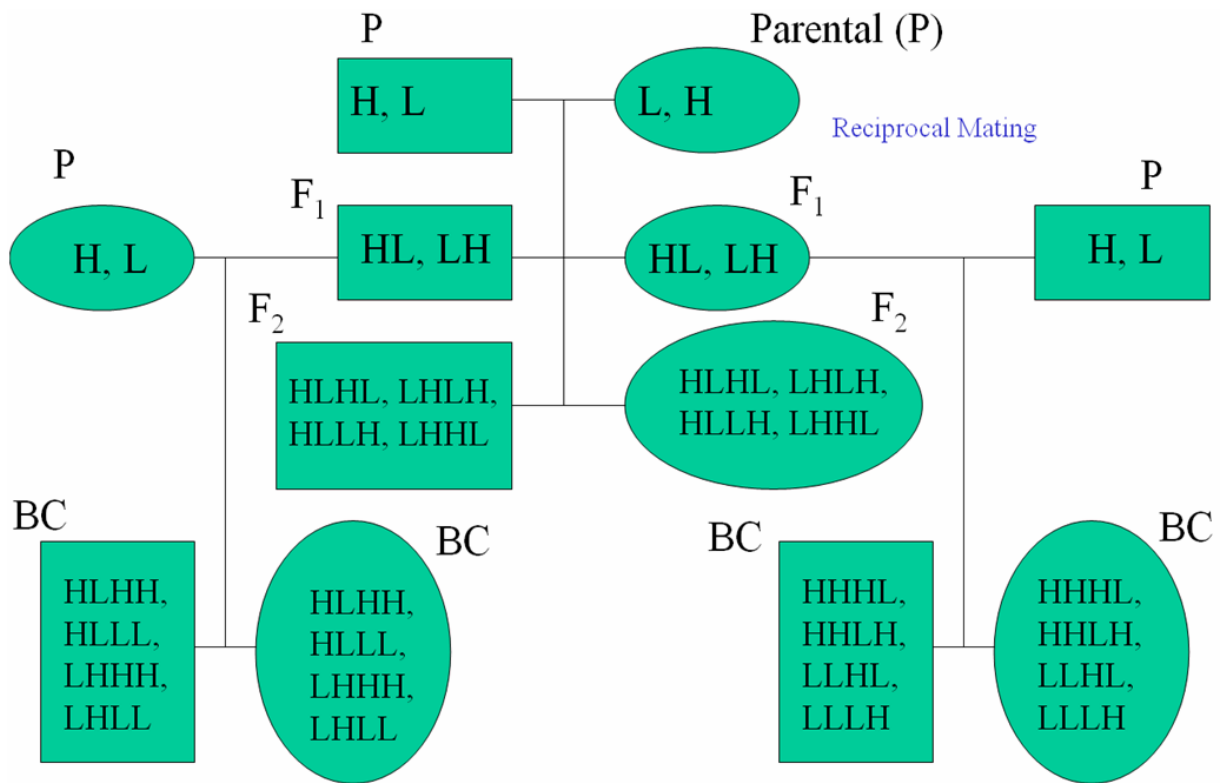 P
Parental (P)
H, L
L, H
Reciprocal Mating
P
F₁
F₁
P
H, L
HL, LH
HL, LH
H, L
F₂
F₂
HLHL, LHLH,
HLLH, LHHL
HLHL, LHLH,
HLLH, LHHL
BC
BC
BC
BC
HLHH,
HLLL,
LHHH,
LHLL
HLHH,
HLLL,
LHHH,
LHLL
HHHL,
HHLH,
LLHL,
LLLH
HHHL,
HHLH,
LLHL,
LLLH